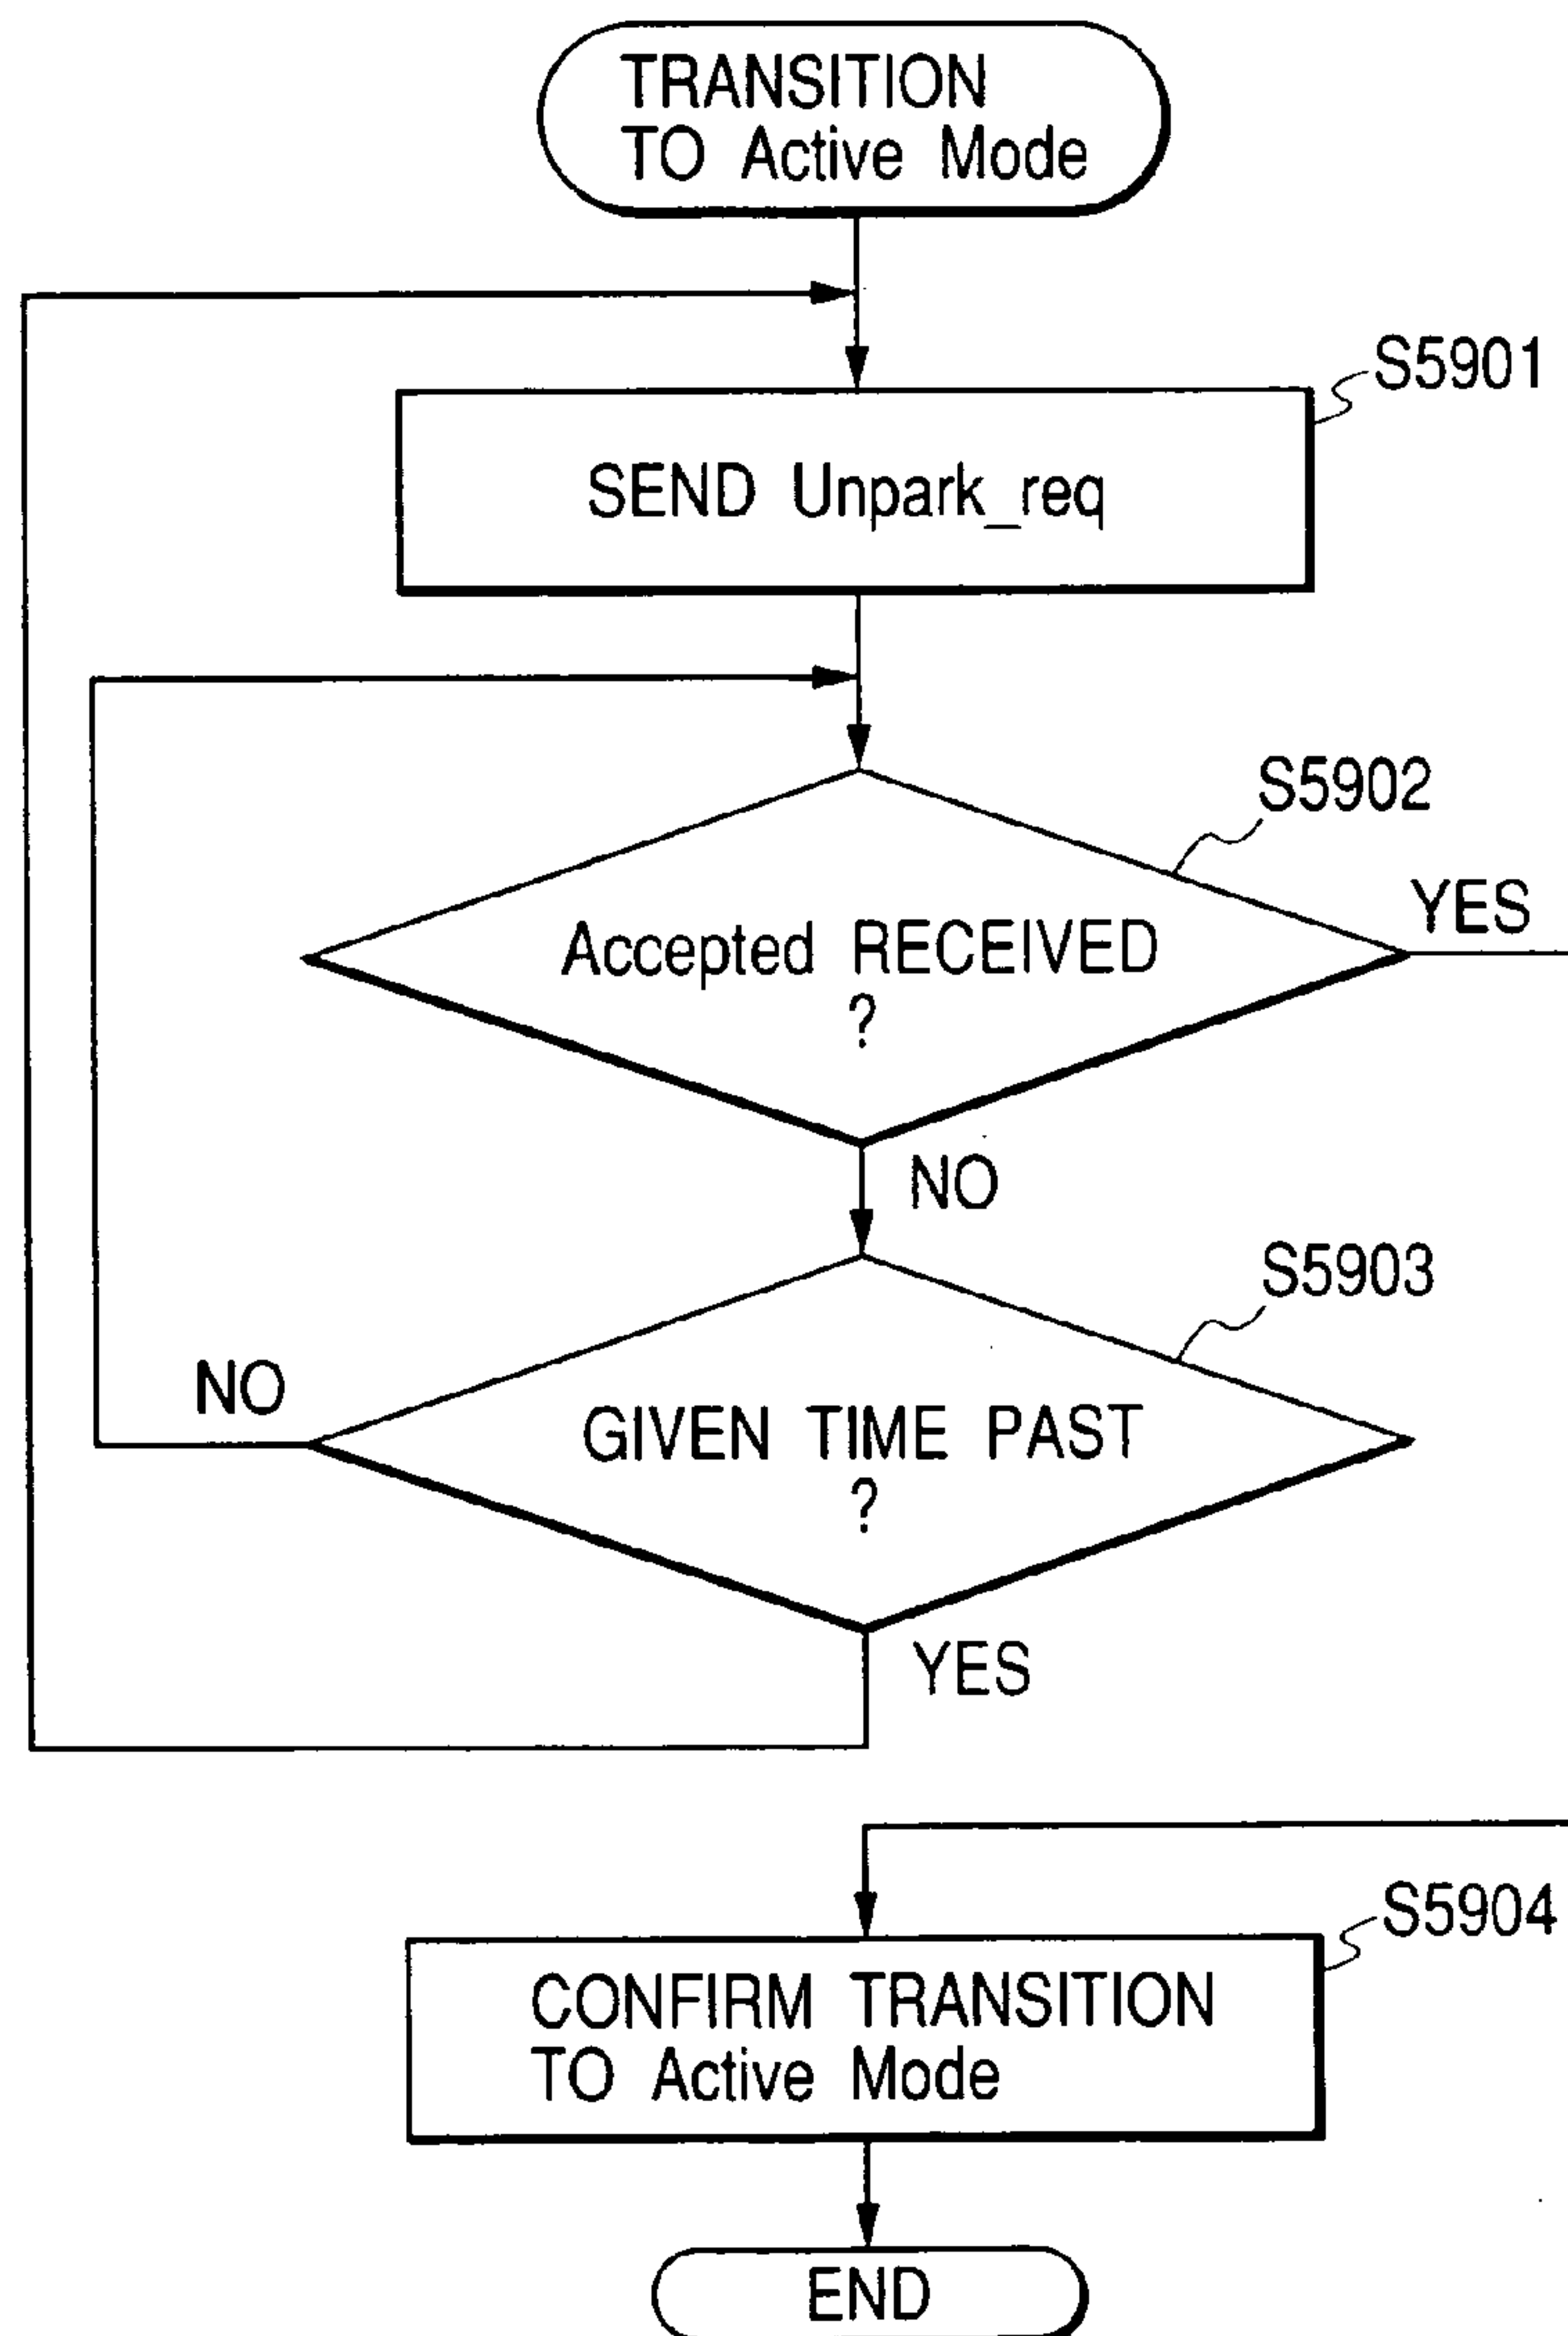 TRANSITION
TO Active Mode
S5901
SEND Unpark_req
S5902
YES
Accepted RECEIVED
?
NO
S5903
NO
GIVEN TIME PAST
?
YES
S5904
CONFIRM TRANSITION
TO Active Mode
END